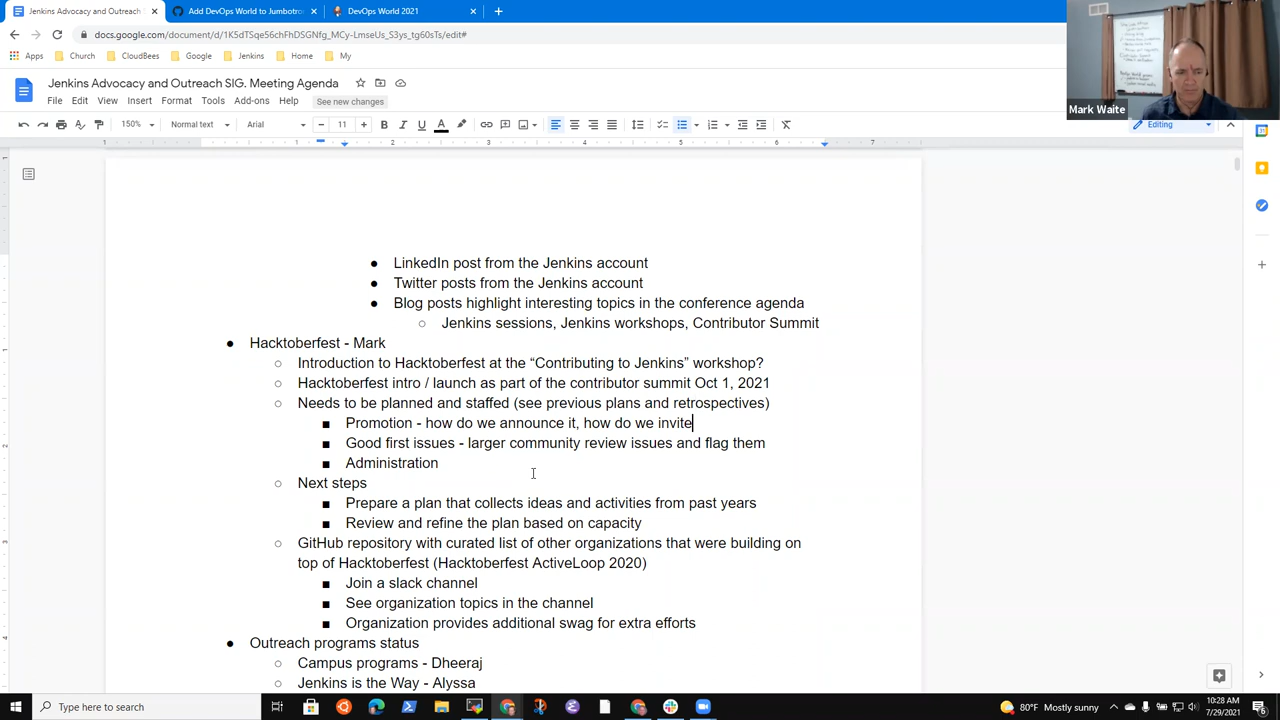 Jenkins Advocacy and Outreach
Add DevOps World to Jumbotro
DevOps World 2021
docs.google.com/document/d/
Apps Church CloudBees Google Jenkins Home My
Jenkins Advocacy and Outreach SIG. Meeting Agenda
File Edit View Insert Format Tools Add-ons Help See new changes
150% Normal text Arial 11 Editing
Mark Waite
1 1 2 3 4 5 6 7
● LinkedIn post from the Jenkins account
● Twitter posts from the Jenkins account
● Blog posts highlight interesting topics in the conference agenda
○ Jenkins sessions, Jenkins workshops, Contributor Summit
● Hacktoberfest - Mark
○ Introduction to Hacktoberfest at the “Contributing to Jenkins” workshop?
○ Hacktoberfest intro / launch as part of the contributor summit Oct 1, 2021
○ Needs to be planned and staffed (see previous plans and retrospectives)
■ Promotion - how do we announce it, how do we invite
■ Good first issues - larger community review issues and flag them
■ Administration
○ Next steps
■ Prepare a plan that collects ideas and activities from past years
■ Review and refine the plan based on capacity
○ GitHub repository with curated list of other organizations that were building on
top of Hacktoberfest (Hacktoberfest ActiveLoop 2020)
■ Join a slack channel
■ See organization topics in the channel
■ Organization provides additional swag for extra efforts
● Outreach programs status
○ Campus programs - Dheeraj
○ Jenkins is the Way - Alyssa
Type here to search
80°F Mostly sunny
10:28 AM
7/29/2021